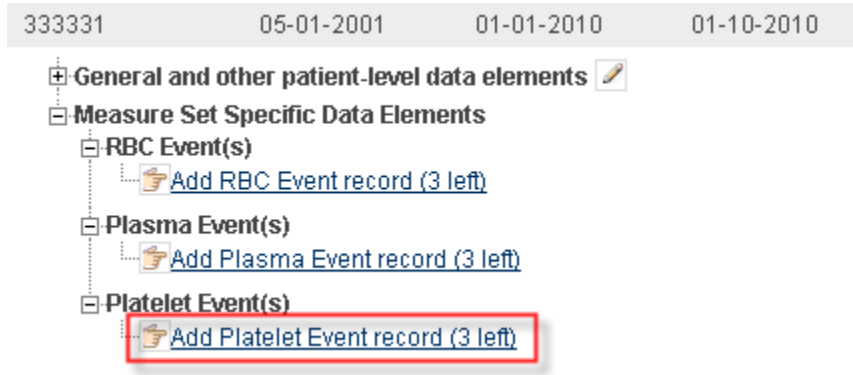 333331 05-01-2001 01-01-2010 01-10-2010
General and other patient-level data elements
Measure Set Specific Data Elements
RBC Event(s)
Add RBC Event record (3 left)
Plasma Event(s)
Add Plasma Event record (3 left)
Platelet Event(s)
Add Platelet Event record (3 left)